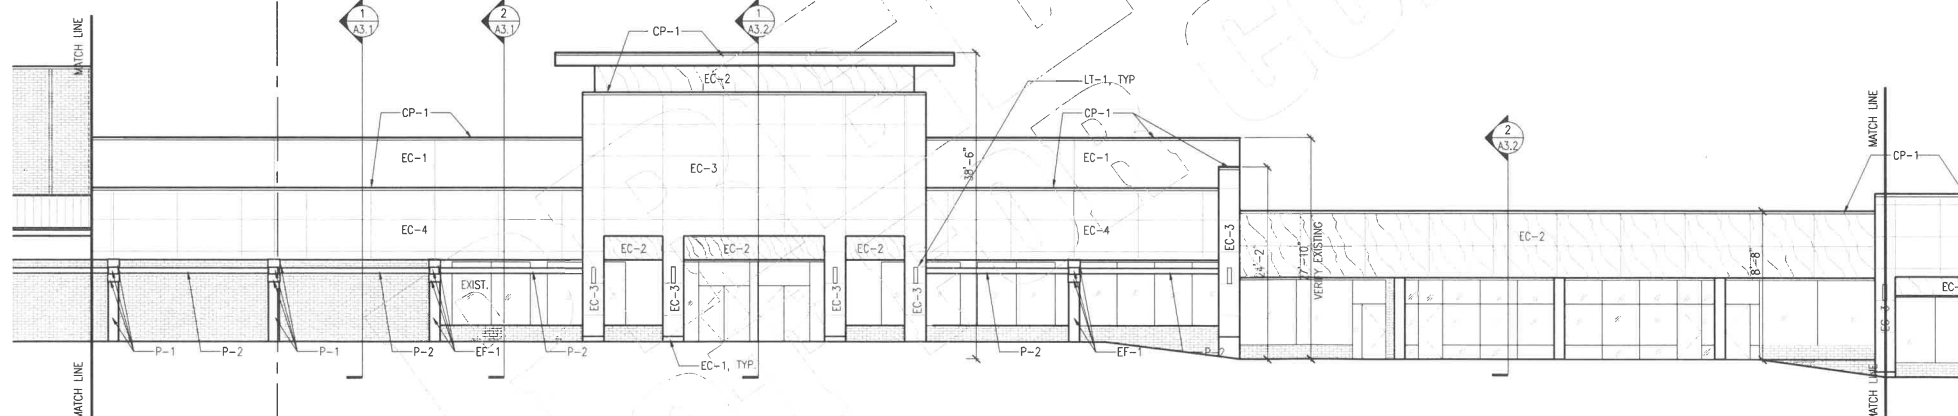 MATCH LINE
1
A3.1
2
A3.1
1
A3.2
CP-1
EC-2
LT-1, TYP
MATCH LINE
2
A3.2
CP-1
CP-1
CP-1
EC-1
EC-3
38'-6"
EC-1
EC-4
EC-4
EC-3
24'-2"
27'-10"
VERIFY EXISTING
EC-2
EC-2
EC-2
EC-2
EXIST.
EC-3
EC-3
EC-3
EC-3
EC-3
P-1
P-2
P-1
P-2
EF-1
P-2
EC-1, TYP.
P-2
EF-1
P-2
MATCH LINE
MATCH LINE